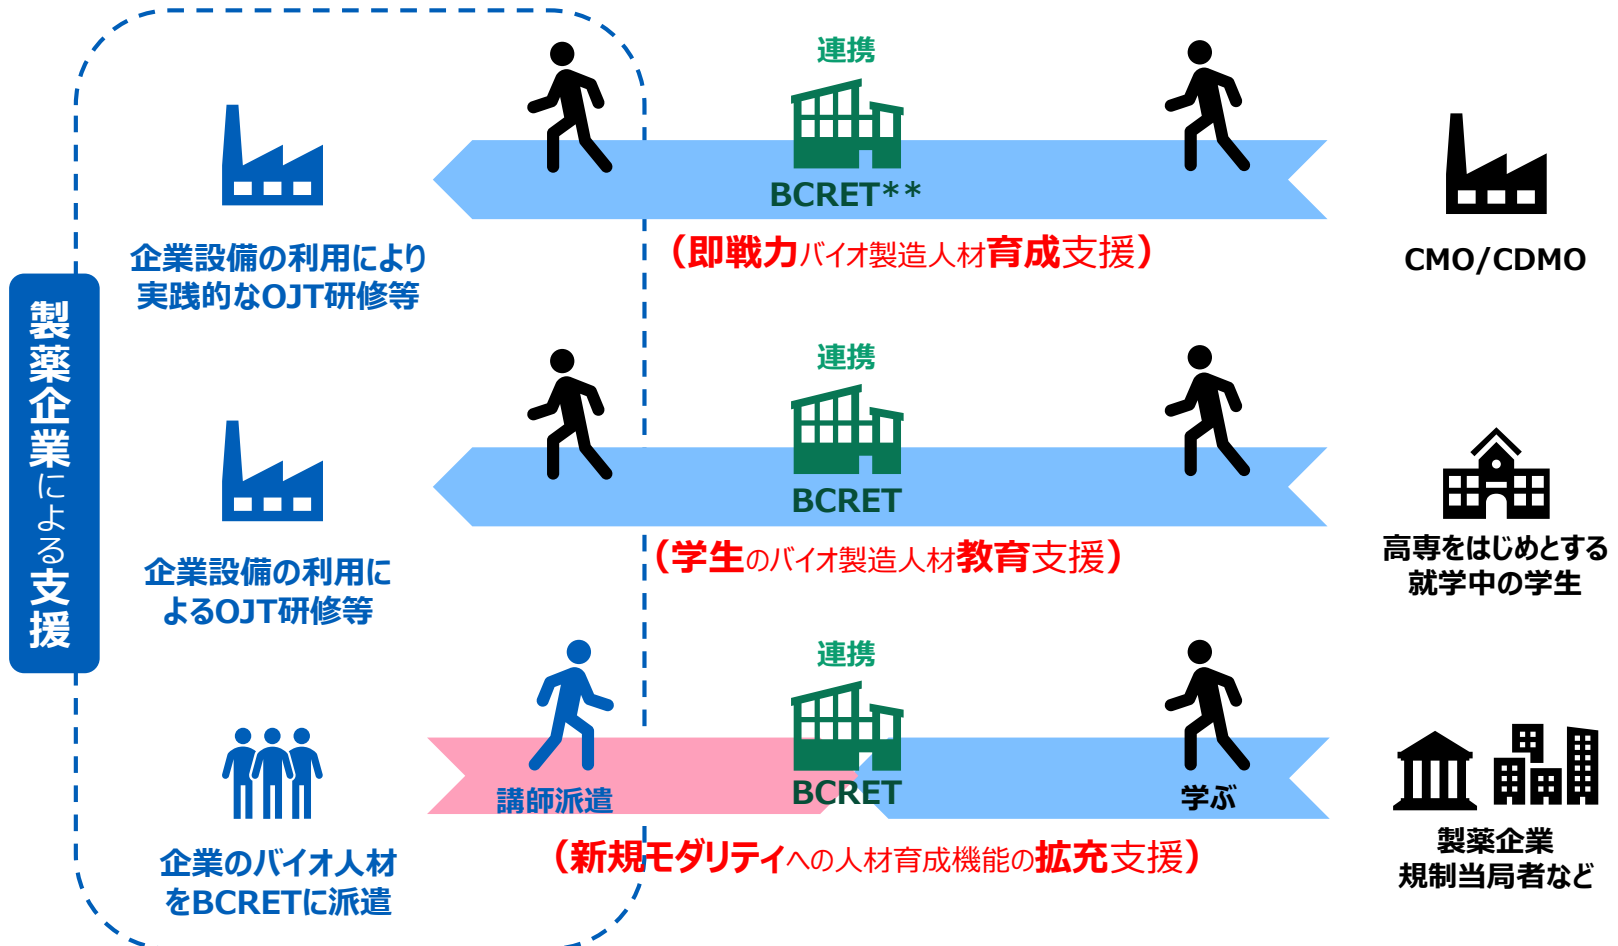 製薬企業による支援
連携
BCRET**
企業設備の利用により
実践的なOJT研修等
(即戦力バイオ製造人材育成支援)
CMO/CDMO
連携
BCRET
企業設備の利用に
よるOJT研修等
(学生のバイオ製造人材教育支援)
高専をはじめとする
就学中の学生
連携
BCRET
講師派遣
学ぶ
企業のバイオ人材
をBCRETに派遣
(新規モダリティへの人材育成機能の拡充支援)
製薬企業
規制当局者など